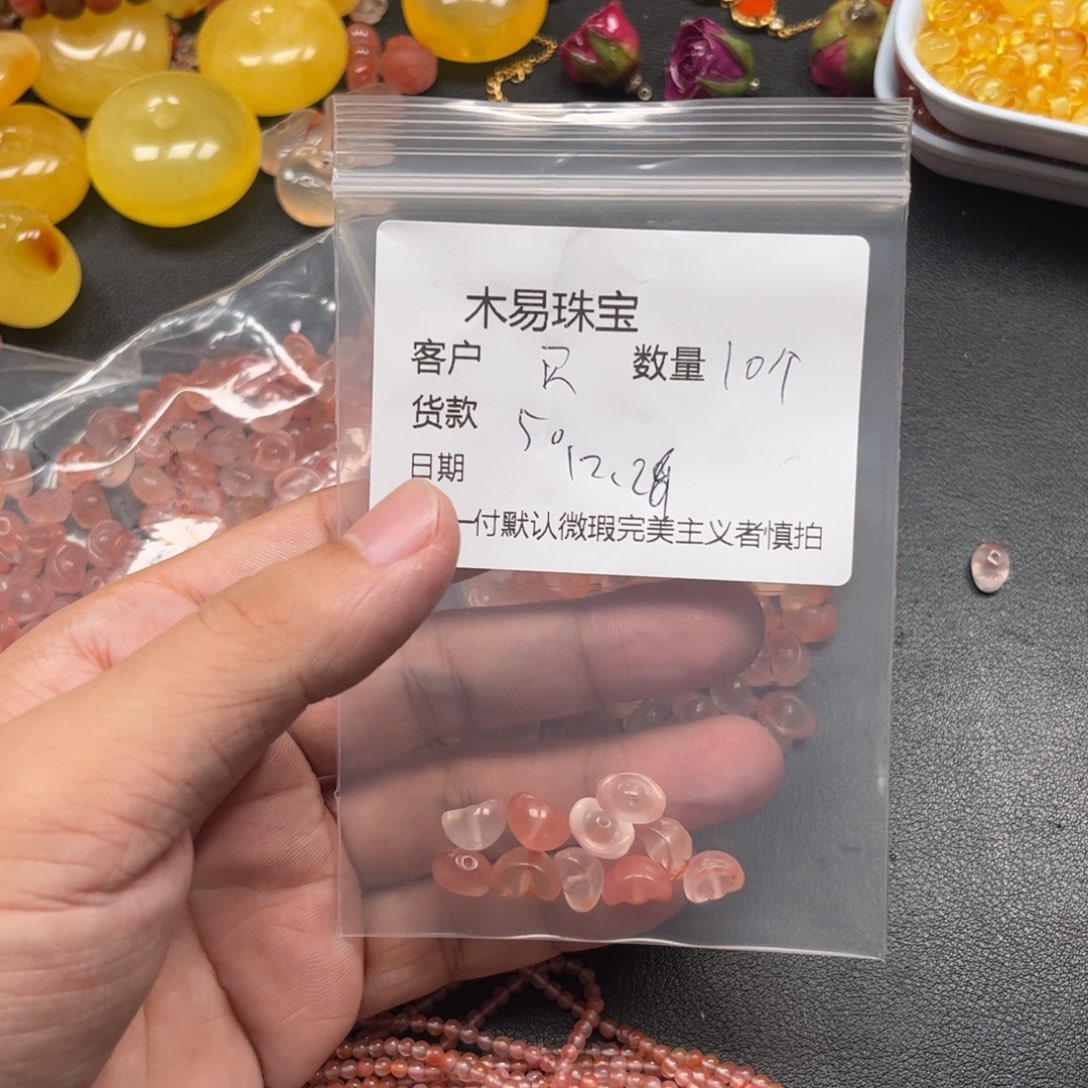 木易珠宝
客户 R 数量 10个
货款 50
日期 12、28
一付默认微瑕完美主义者慎拍